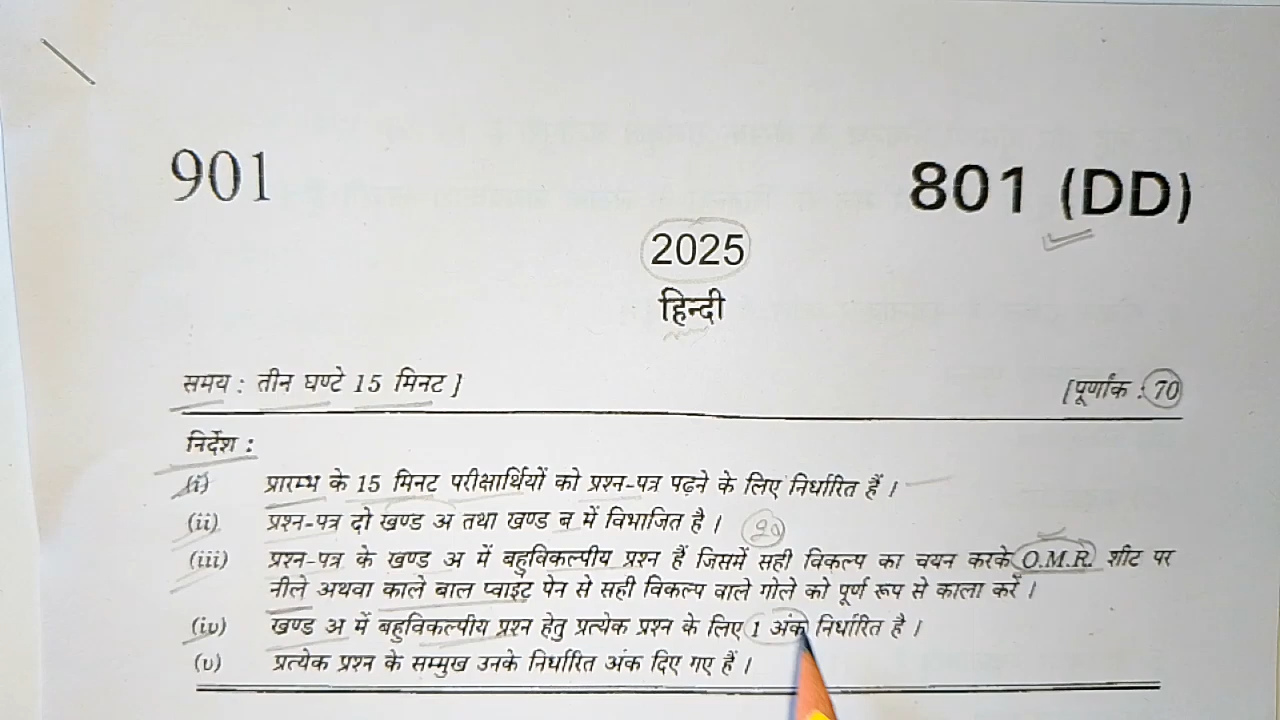 901
801 (DD)
2025
हिन्दी
समय : तीन घण्टे 15 मिनट ]
[ पूर्णांक : 70
निर्देश :
(i) प्रारम्भ के 15 मिनट परीक्षार्थियों को प्रश्न-पत्र पढ़ने के लिए निर्धारित हैं ।
(ii) प्रश्न-पत्र दो खण्ड अ तथा खण्ड ब में विभाजित है । 20
(iii) प्रश्न-पत्र के खण्ड अ में बहुविकल्पीय प्रश्न हैं जिसमें सही विकल्प का चयन करके O.M.R. शीट पर
नीले अथवा काले बाल प्वाइंट पेन से सही विकल्प वाले गोले को पूर्ण रूप से काला करें ।
(iv) खण्ड अ में बहुविकल्पीय प्रश्न हेतु प्रत्येक प्रश्न के लिए 1 अंक निर्धारित है ।
(v) प्रत्येक प्रश्न के सम्मुख उनके निर्धारित अंक दिए गए हैं ।